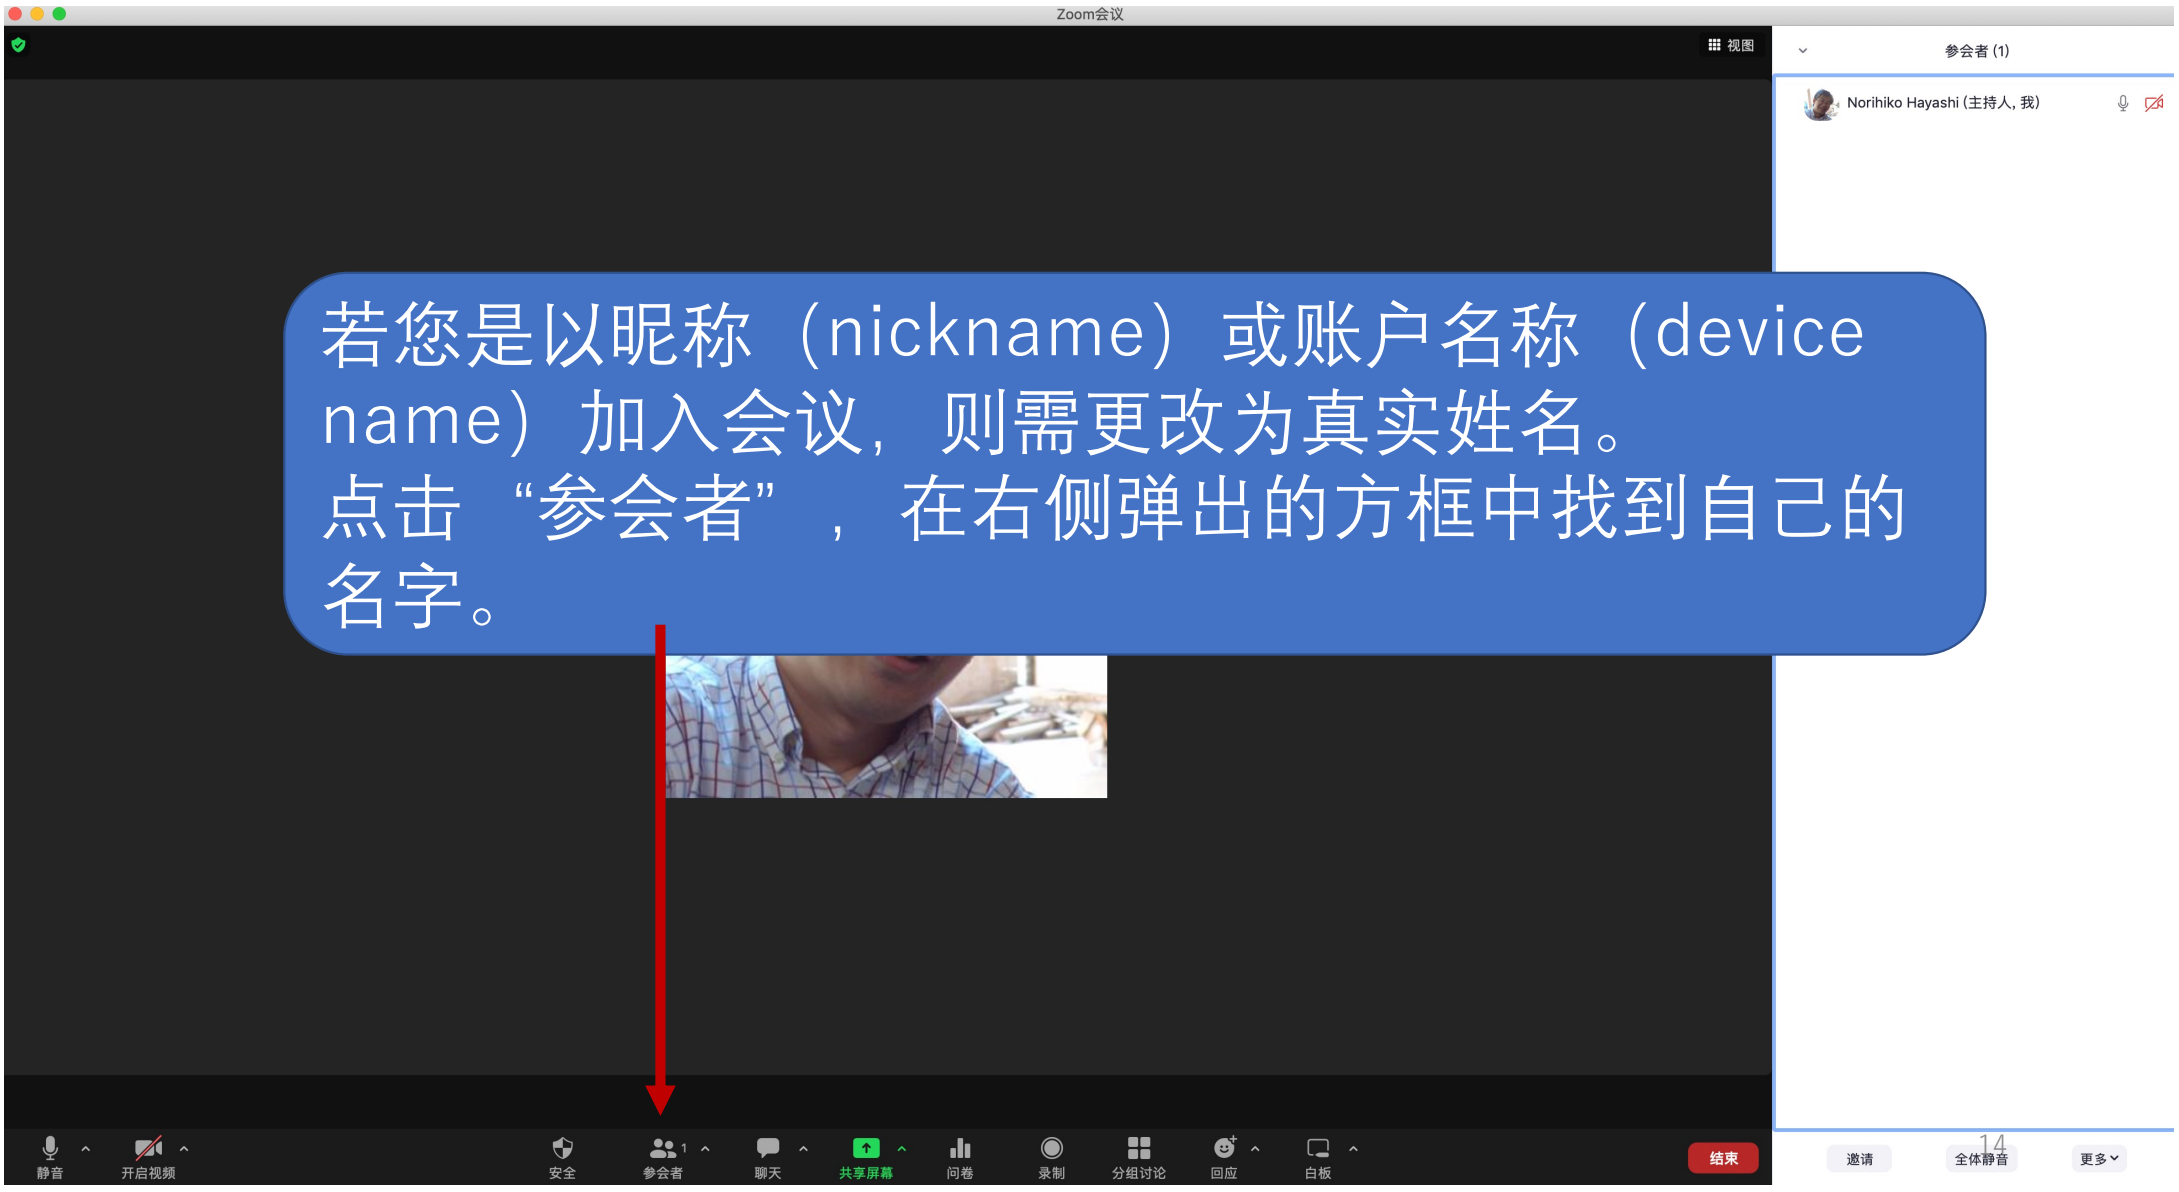 Zoom会议
视图
参会者 (1)
Norihiko Hayashi (主持人, 我)
若您是以昵称（nickname）或账户名称（device
name）加入会议，则需更改为真实姓名。
点击“参会者”，在右侧弹出的方框中找到自己的
名字。
静音
开启视频
安全
参会者
1
聊天
共享屏幕
问卷
录制
分组讨论
回应
白板
结束
邀请
全体静音
更多
14